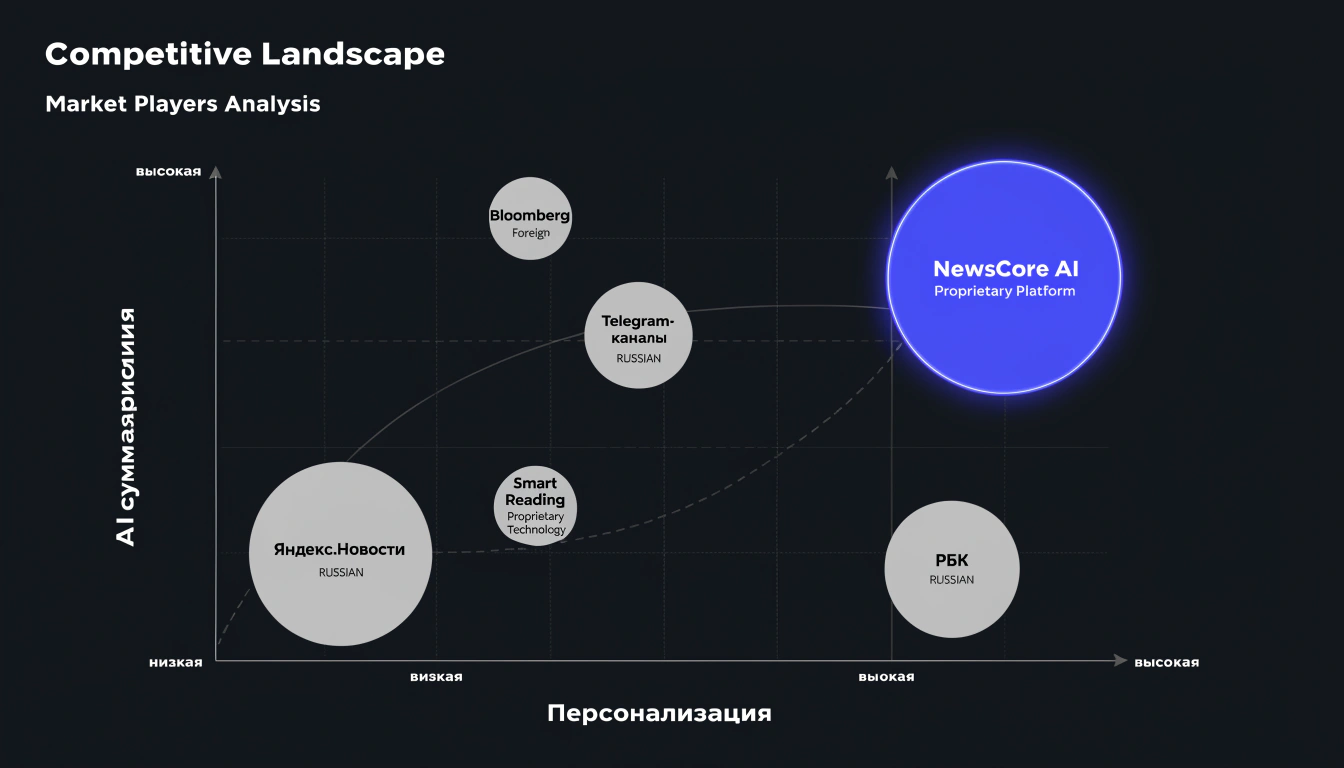 Competitive Landscape
Market Players Analysis
высокая
Bloomberg
Foreign
NewsCore AI
Proprietary Platform
Telegram-
каналы
RUSSIAN
AI суммаярислиия
Smart
Reading
Proprietary
Technology
Яндекс.Новости
RUSSIAN
РБК
RUSSIAN
низкая
высокая
визкая
выокая
Персонализация